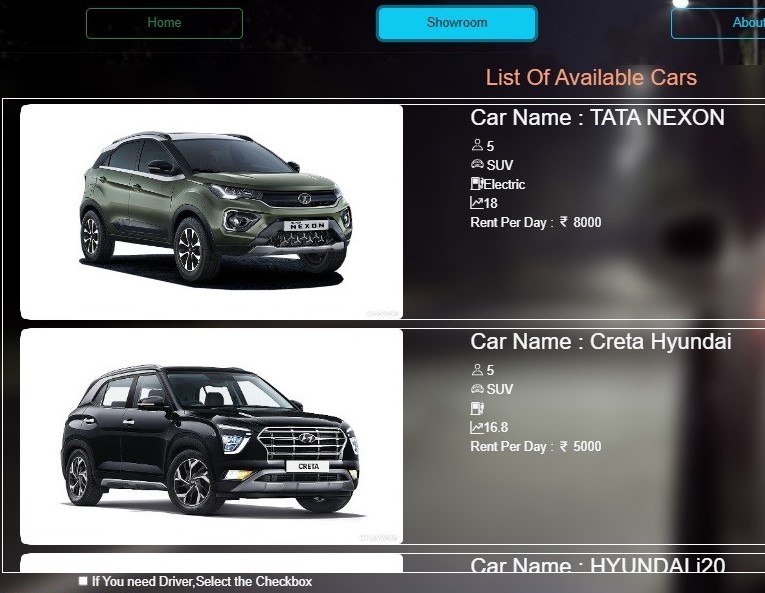 Home
Showroom
About
List Of Available Cars
Car Name : TATA NEXON
5
SUV
Electric
18
Rent Per Day : ₹ 8000
NEXON
Car Name : Creta Hyundai
5
SUV
16.8
Rent Per Day : ₹ 5000
CRETA
Car Name : HYUNDAI i20
If You need Driver,Select the Checkbox